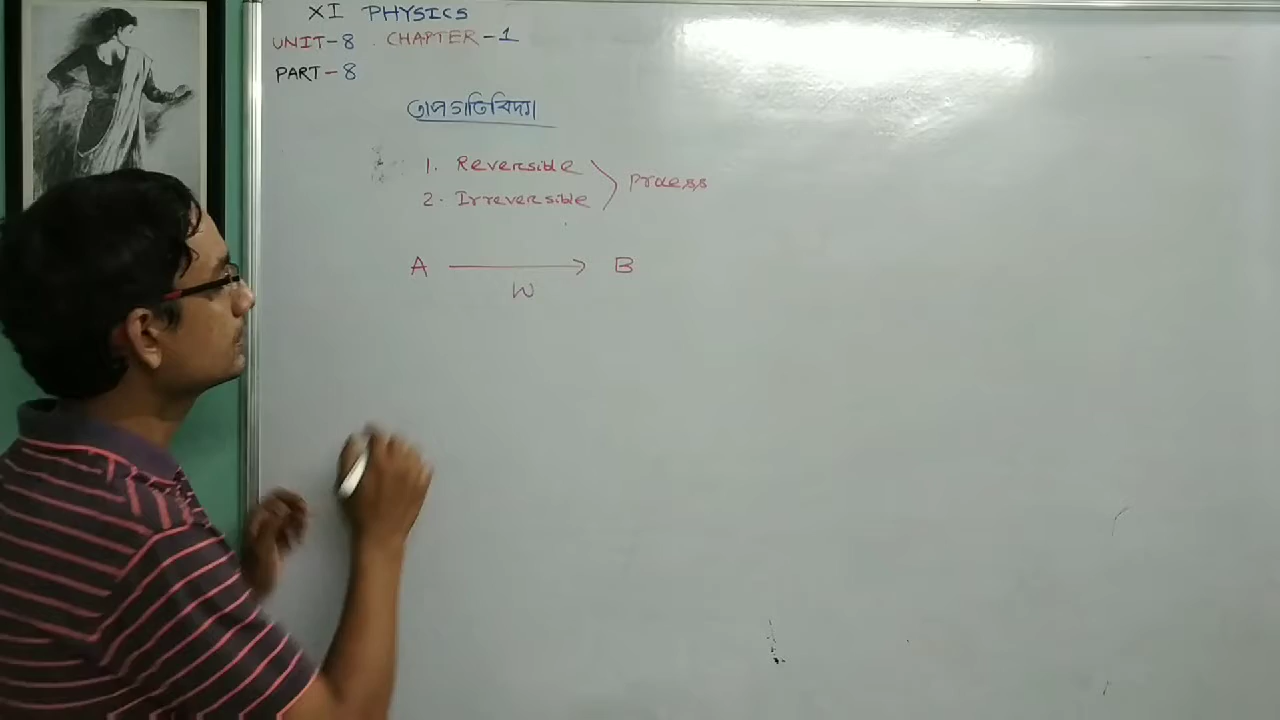 XI PHYSICS
UNIT-8 CHAPTER-1
PART-8
তাপগতিবিদ্যা
1. Reversible
2. Irreversible
Process
A → B
W